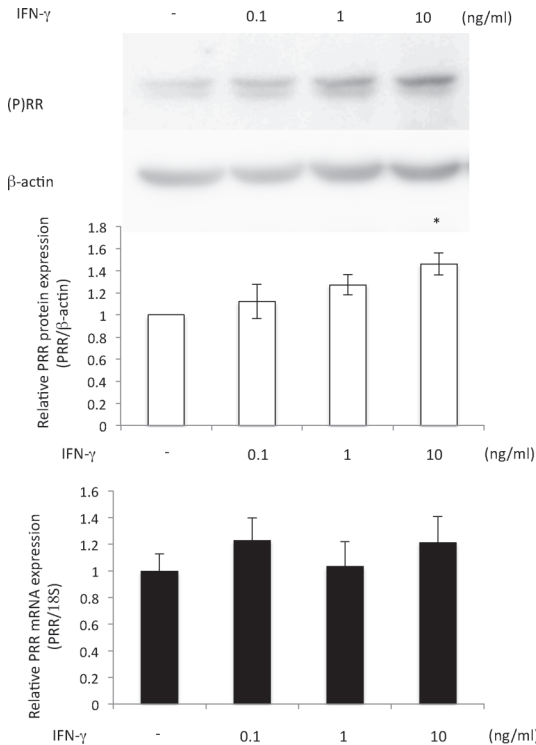 IFN-γ - 0.1 1 10 (ng/ml)
(P)RR
β-actin
*
Relative PRR protein expression
(PRR/β-actin)
1.8
1.6
1.4
1.2
1
0.8
0.6
0.4
0.2
0
IFN-γ - 0.1 1 10 (ng/ml)
Relative PRR mRNA expression
(PRR/18S)
1.6
1.4
1.2
1
0.8
0.6
0.4
0.2
0
IFN-γ - 0.1 1 10 (ng/ml)